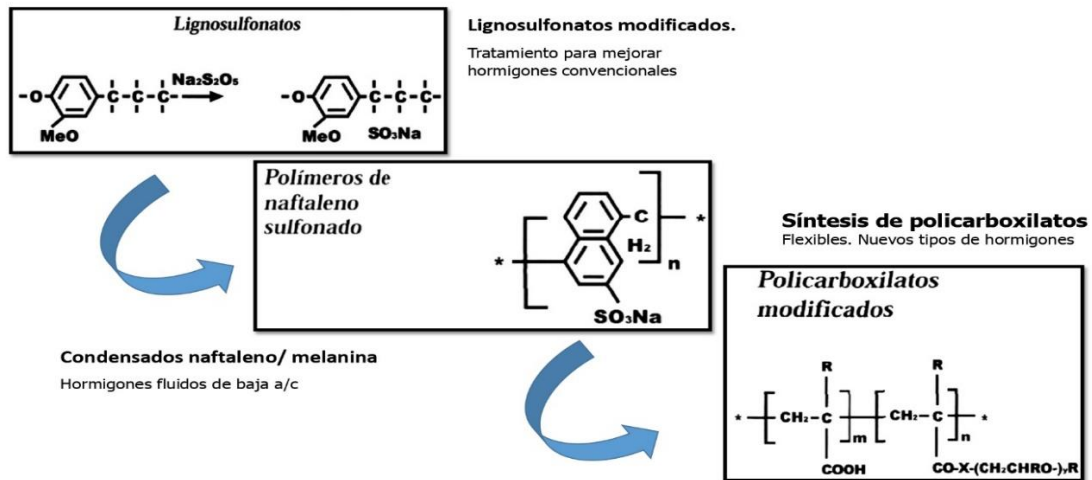 Lignosulfonatos
Na₂S₂O₅
-O
-C-C-C-
MeO
-O
-C-C-C-
MeO
SO₃Na
Lignosulfonatos modificados.
Tratamiento para mejorar
hormigones convencionales
Polímeros de
naftaleno
sulfonado
C
*
H₂
*
n
SO₃Na
Condensados naftaleno/ melanina
Hormigones fluidos de baja a/c
Síntesis de policarboxilatos
Flexibles. Nuevos tipos de hormigones
Policarboxilatos
modificados
R
R
*
CH₂-C
m
CH₂-C
n
*
COOH
CO-X-(CH₂CHRO-)ᵧR